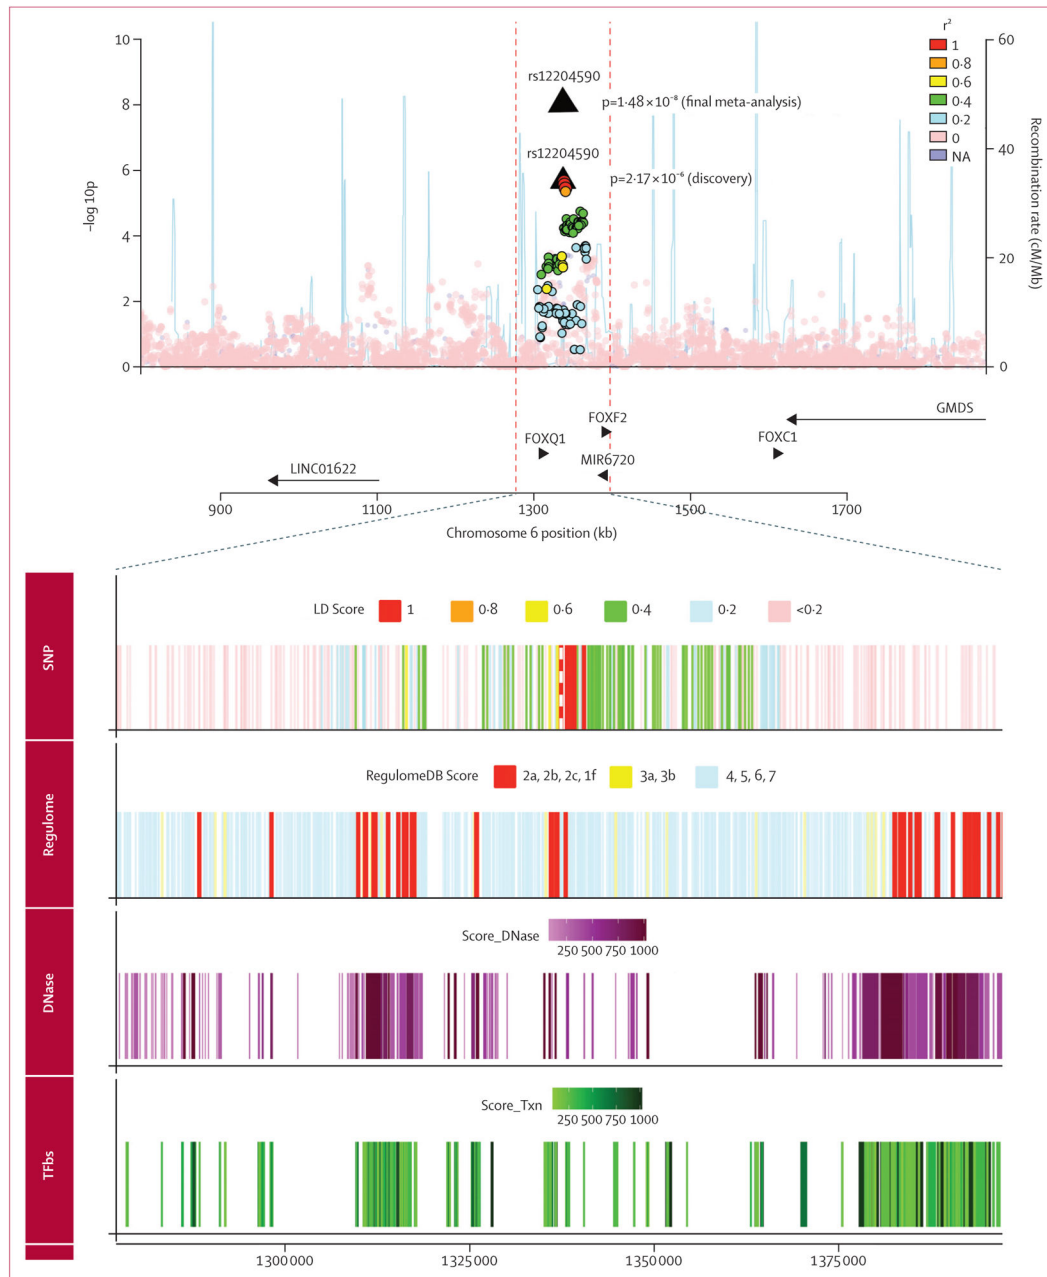 r²
1
0·8
0·6
0·4
0·2
0
NA
10
8
6
4
2
0
-log 10p
60
40
20
0
Recombination rate (cM/Mb)
rs12204590
p=1·48 × 10⁻⁸ (final meta-analysis)
rs12204590
p=2·17 × 10⁻⁶ (discovery)
GMDS
FOXF2
FOXQ1
FOXC1
MIR6720
LINC01622
900 1100 1300 1500 1700
Chromosome 6 position (kb)
SNP
LD Score 1 0·8 0·6 0·4 0·2 <0·2
Regulome
RegulomeDB Score 2a, 2b, 2c, 1f 3a, 3b 4, 5, 6, 7
DNase
Score_DNase
250 500 750 1000
TFbs
Score_Txn
250 500 750 1000
1300000 1325000 1350000 1375000